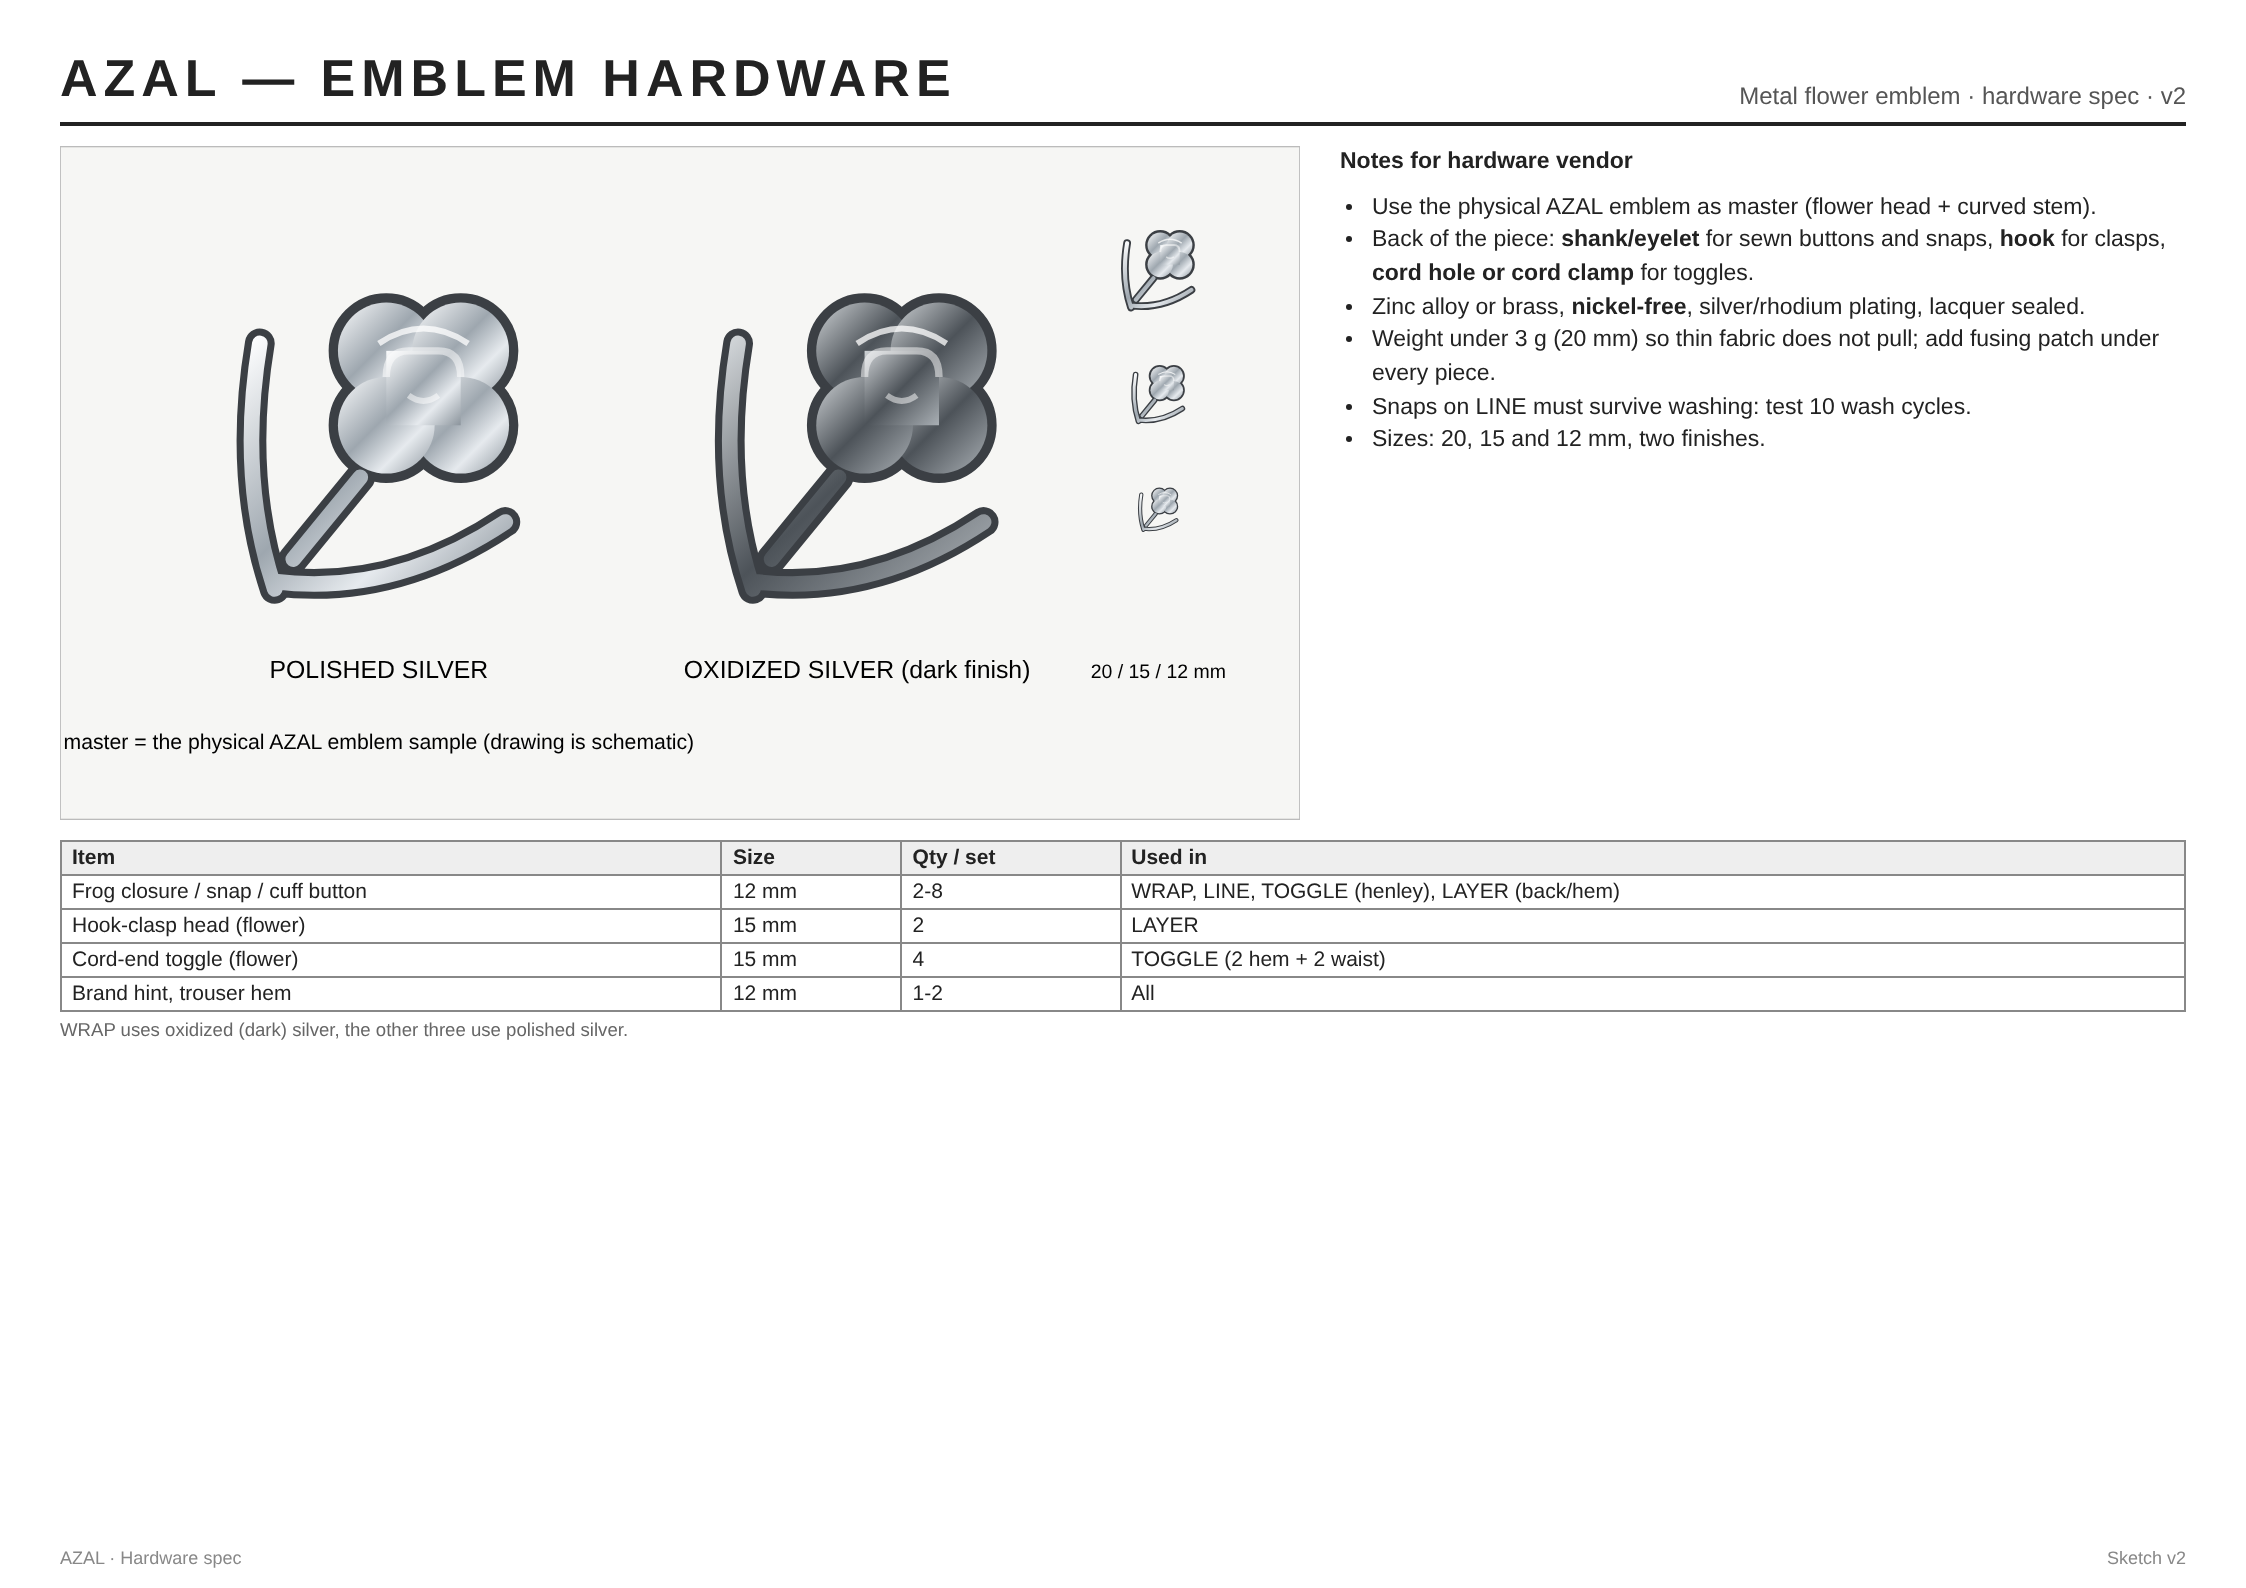 AZAL — EMBLEM HARDWARE
Metal flower emblem · hardware spec · v2
POLISHED SILVER
OXIDIZED SILVER (dark finish)
20 / 15 / 12 mm
master = the physical AZAL emblem sample (drawing is schematic)
Notes for hardware vendor
• Use the physical AZAL emblem as master (flower head + curved stem).
• Back of the piece: shank/eyelet for sewn buttons and snaps, hook for clasps,
cord hole or cord clamp for toggles.
• Zinc alloy or brass, nickel-free, silver/rhodium plating, lacquer sealed.
• Weight under 3 g (20 mm) so thin fabric does not pull; add fusing patch under
every piece.
• Snaps on LINE must survive washing: test 10 wash cycles.
• Sizes: 20, 15 and 12 mm, two finishes.
Item Size Qty / set Used in
Frog closure / snap / cuff button 12 mm 2-8 WRAP, LINE, TOGGLE (henley), LAYER (back/hem)
Hook-clasp head (flower) 15 mm 2 LAYER
Cord-end toggle (flower) 15 mm 4 TOGGLE (2 hem + 2 waist)
Brand hint, trouser hem 12 mm 1-2 All
WRAP uses oxidized (dark) silver, the other three use polished silver.
AZAL · Hardware spec
Sketch v2